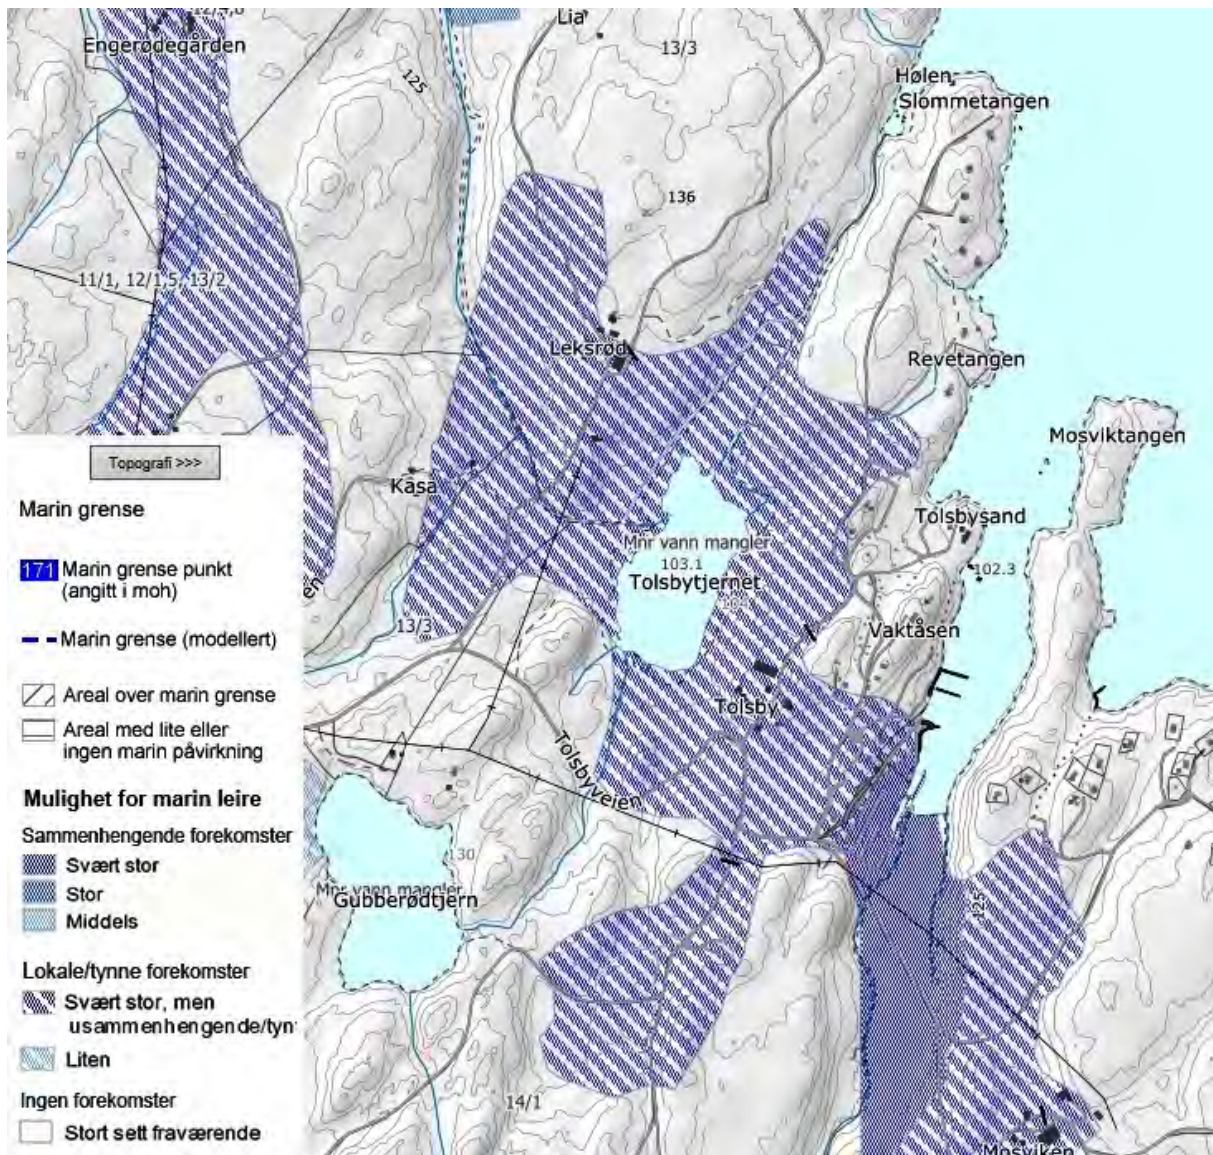 Lia
Engerødegården
13/3
125
Hølen
Slommetangen
136
11/1, 12/1,5, 13/2
Leksrød
Revetangen
Mosviktangen
Kåsa
Tolsbysand
Mnr vann mangler
103.1
Tolsbytjernet
102.3
13/3
Vaktåsen
Tolsby
Tolsbyveien
130
Mnr vann mangler
Gubberødtjern
125
14/1
Mosviken
Topografi >>>
Marin grense
171 Marin grense punkt
(angitt i moh)
Marin grense (modellert)
Areal over marin grense
Areal med lite eller
ingen marin påvirkning
Mulighet for marin leire
Sammenhengende forekomster
Svært stor
Stor
Middels
Lokale/tynne forekomster
Svært stor, men
usammenhengende/tyn
Liten
Ingen forekomster
Stort sett fraværende